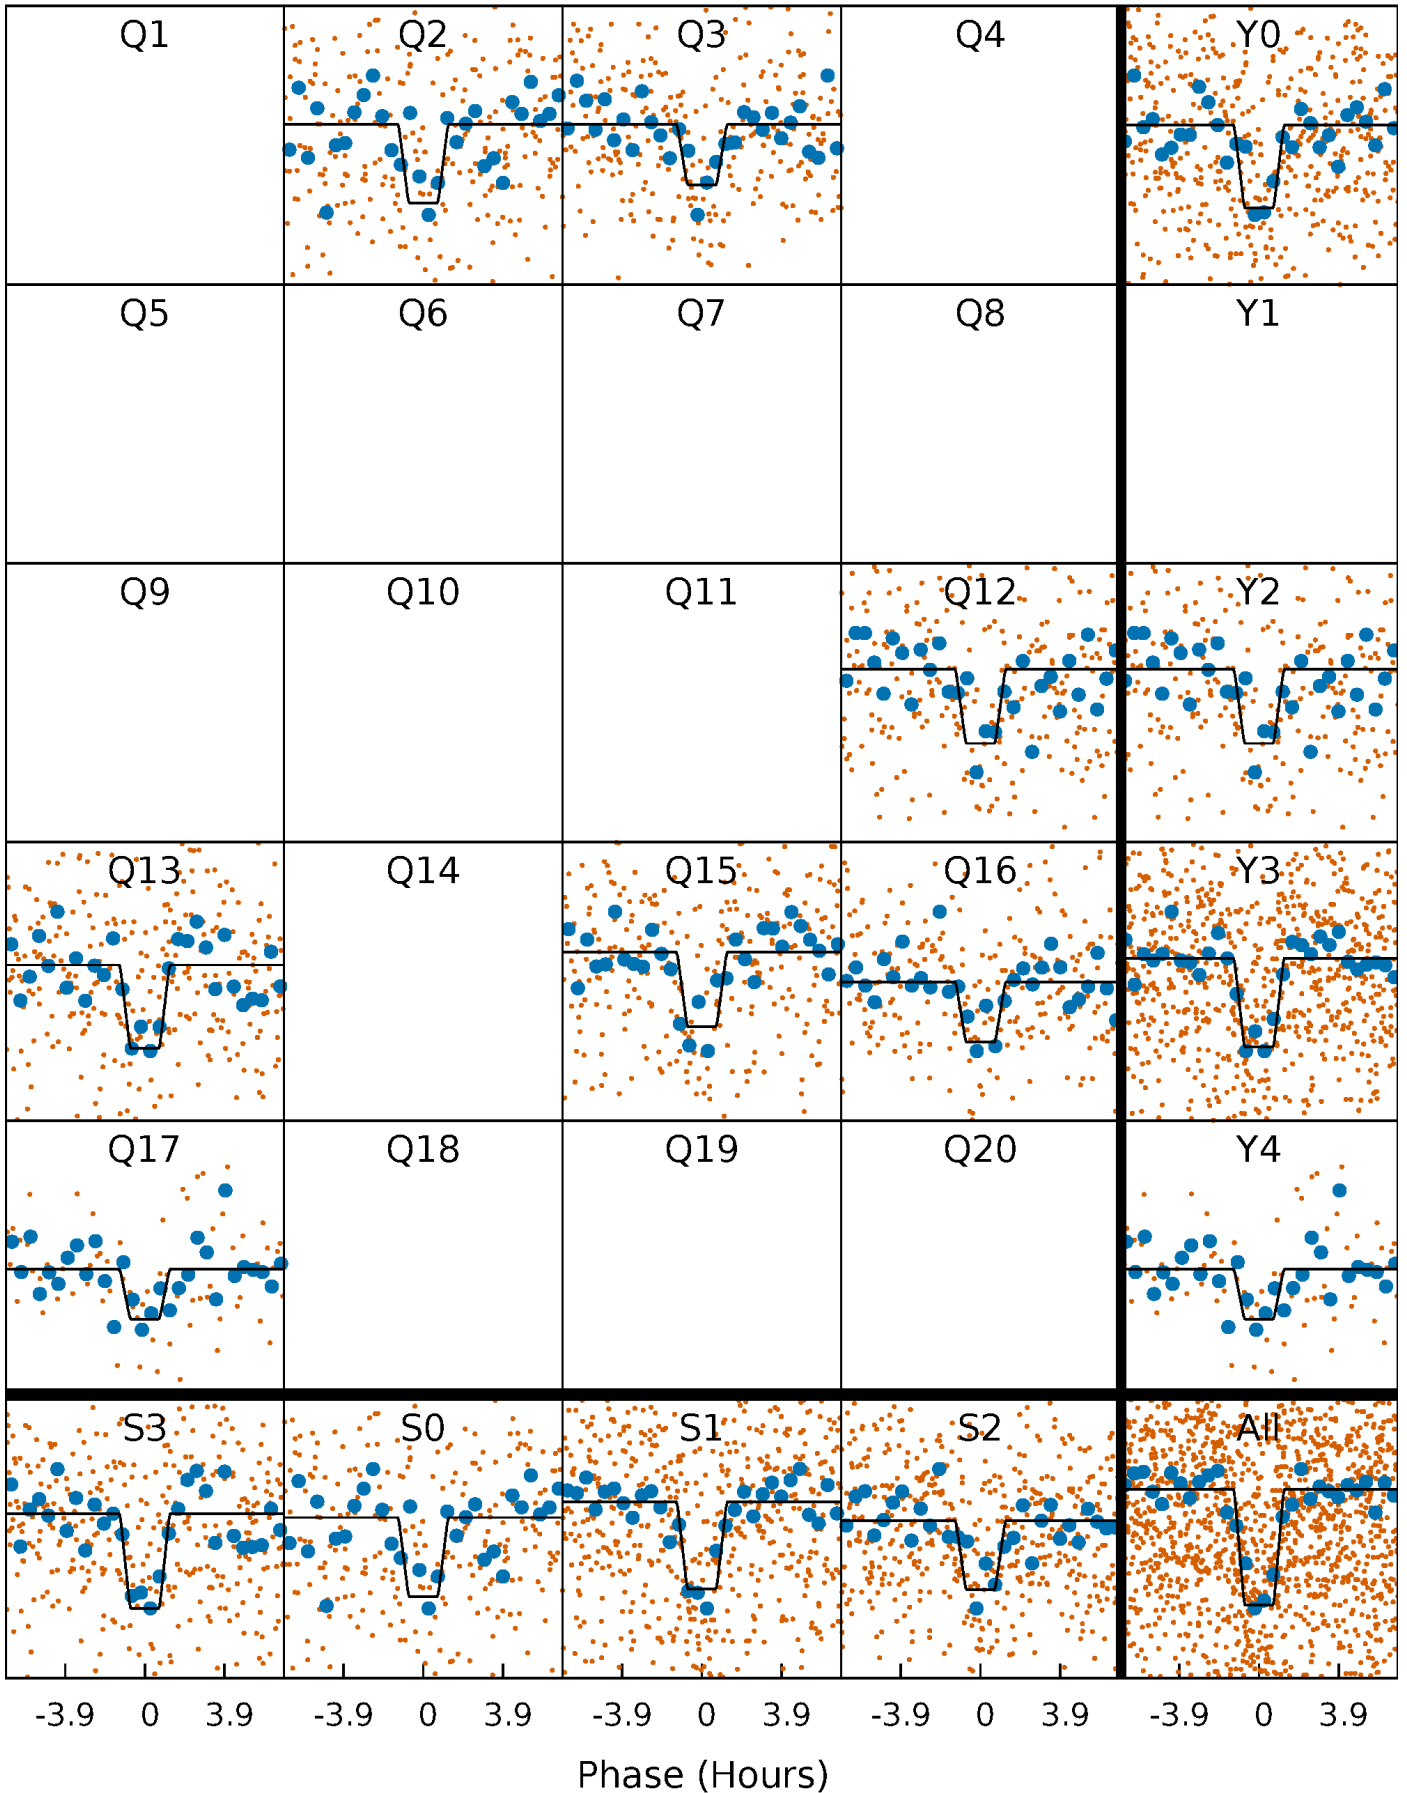 Q1 Q2 Q3 Q4 Y0
Q5 Q6 Q7 Q8 Y1
Q9 Q10 Q11 Q12 Y2
Q13 Q14 Q15 Q16 Y3
Q17 Q18 Q19 Q20 Y4
S3 S0 S1 S2 All
-3.9 0 3.9 -3.9 0 3.9 -3.9 0 3.9 -3.9 0 3.9 -3.9 0 3.9
Phase (Hours)